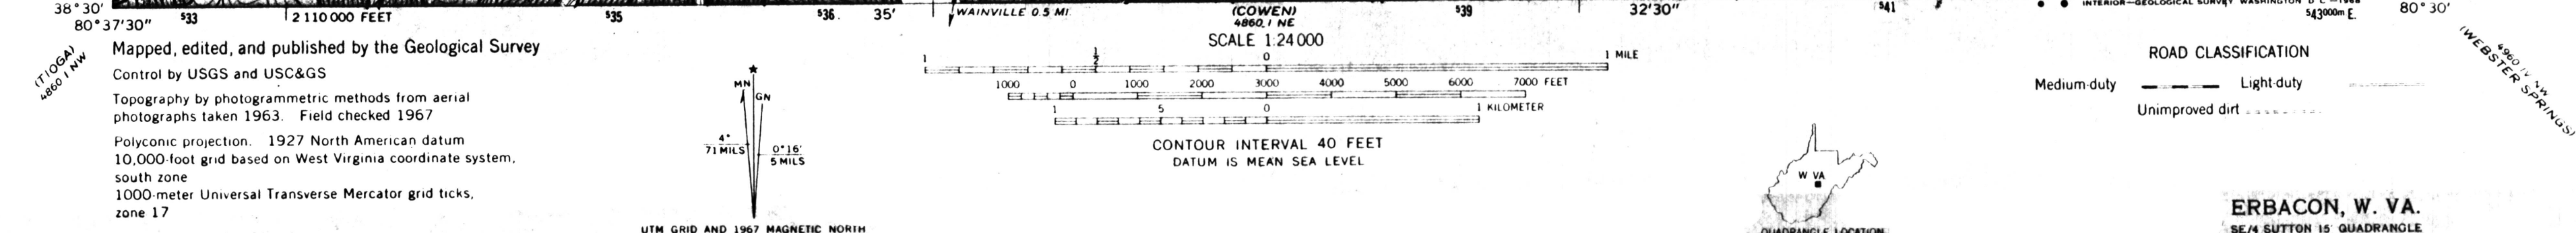 38°30'
80°37'30"
533
2 110 000 FEET
535
536
35'
WAINVILLE 0.5 MI.
(COWEN)
4860 I NE
539
32'30"
541
INTERIOR—GEOLOGICAL SURVEY WASHINGTON D C
543000m E.
80°30'
(TIOGA)
4860 I NW
Mapped, edited, and published by the Geological Survey
Control by USGS and USC&GS
Topography by photogrammetric methods from aerial
photographs taken 1963. Field checked 1967
Polyconic projection. 1927 North American datum
10,000-foot grid based on West Virginia coordinate system,
south zone
1000-meter Universal Transverse Mercator grid ticks,
zone 17
MN
GN
4°
71 MILS
0°16'
5 MILS
UTM GRID AND 1967 MAGNETIC NORTH
SCALE 1:24 000
1 ½ 0 1 MILE
1000 0 1000 2000 3000 4000 5000 6000 7000 FEET
1 5 0 1 KILOMETER
CONTOUR INTERVAL 40 FEET
DATUM IS MEAN SEA LEVEL
W VA
QUADRANGLE LOCATION
ROAD CLASSIFICATION
Medium-duty Light-duty
Unimproved dirt
4960 IV NW
(WEBSTER SPRINGS)
ERBACON, W. VA.
SE/4 SUTTON 15' QUADRANGLE